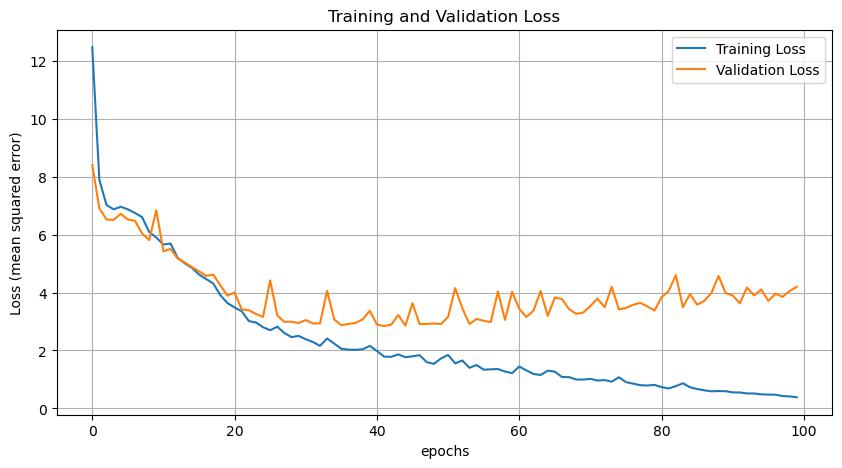 Training and Validation Loss
Training Loss
Validation Loss
Loss (mean squared error)
12
10
8
6
4
2
0
0 20 40 60 80 100
epochs